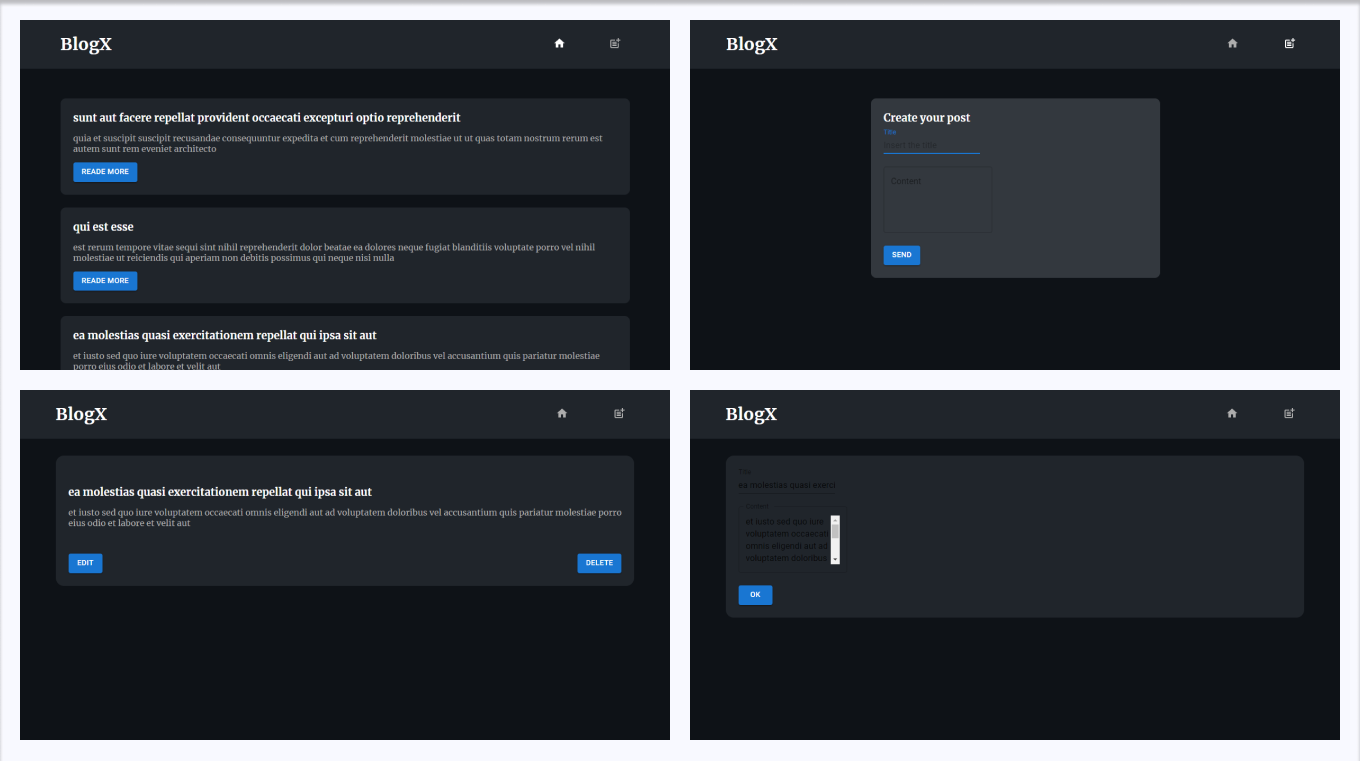 BlogX
sunt aut facere repellat provident occaecati excepturi optio reprehenderit
quia et suscipit suscipit recusandae consequuntur expedita et cum reprehenderit molestiae ut ut quas totam nostrum rerum est
autem sunt rem eveniet architecto
READE MORE
qui est esse
est rerum tempore vitae sequi sint nihil reprehenderit dolor beatae ea dolores neque fugiat blanditiis voluptate porro vel nihil
molestiae ut reiciendis qui aperiam non debitis possimus qui neque nisi nulla
READE MORE
ea molestias quasi exercitationem repellat qui ipsa sit aut
et iusto sed quo iure voluptatem occaecati omnis eligendi aut ad voluptatem doloribus vel accusantium quis pariatur molestiae
porro eius odio et labore et velit aut
BlogX
Create your post
Title
Insert the title
Content
SEND
BlogX
ea molestias quasi exercitationem repellat qui ipsa sit aut
et iusto sed quo iure voluptatem occaecati omnis eligendi aut ad voluptatem doloribus vel accusantium quis pariatur molestiae porro
eius odio et labore et velit aut
EDIT
DELETE
BlogX
Title
ea molestias quasi exerci
Content
et iusto sed quo iure
voluptatem occaecati
omnis eligendi aut ad
voluptatem doloribus
OK